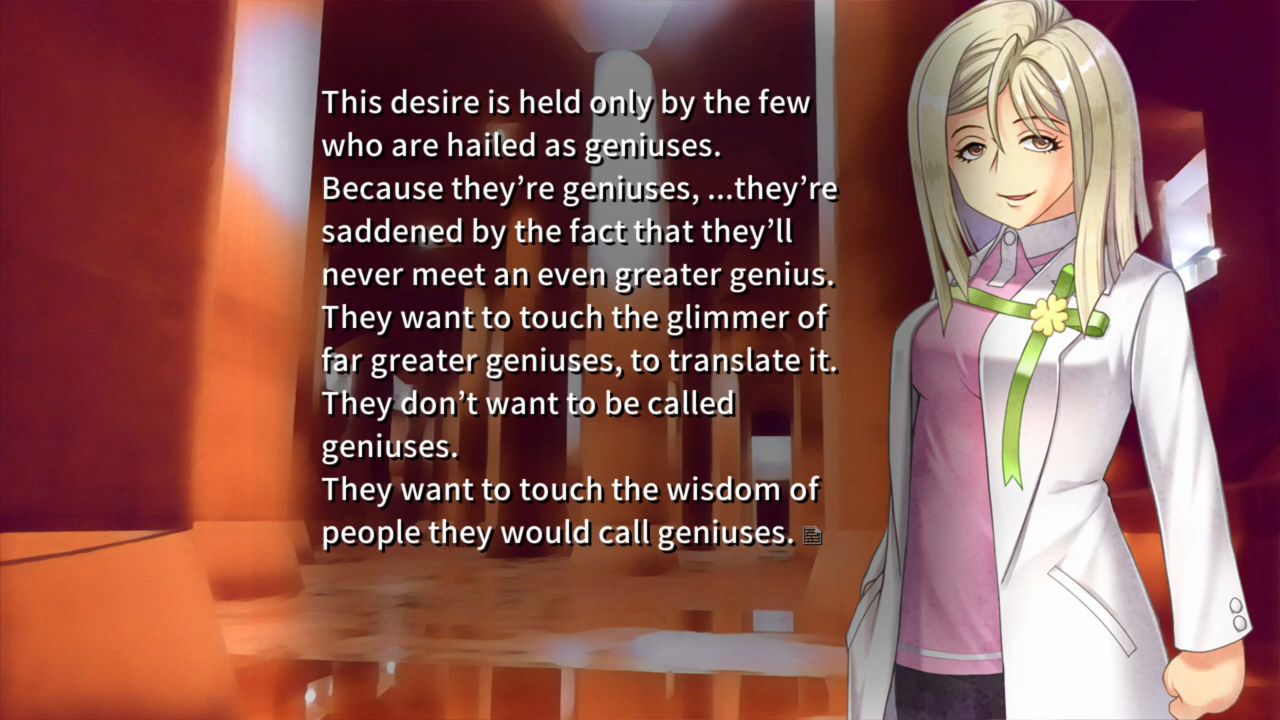 This desire is held only by the few
who are hailed as geniuses.
Because they’re geniuses, ...they’re
saddened by the fact that they’ll
never meet an even greater genius.
They want to touch the glimmer of
far greater geniuses, to translate it.
They don’t want to be called
geniuses.
They want to touch the wisdom of
people they would call geniuses.